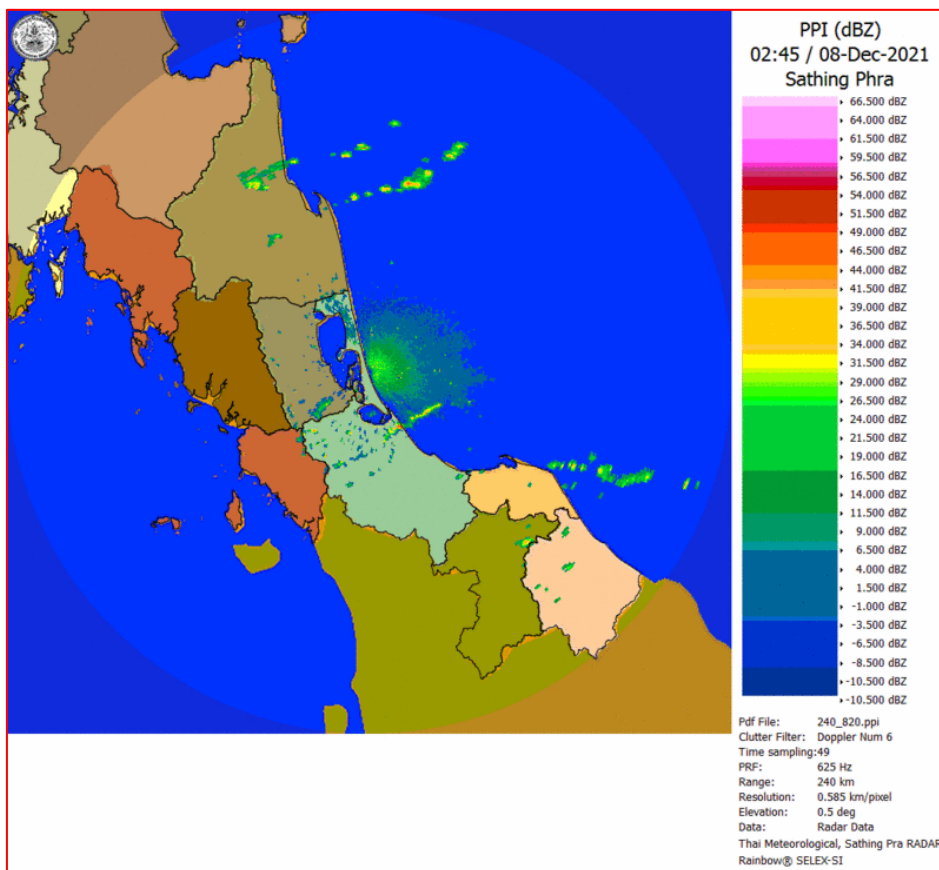 PPI (dBZ)
02:45 / 08-Dec-2021
Sathing Phra
66.500 dBZ
64.000 dBZ
61.500 dBZ
59.500 dBZ
56.500 dBZ
54.000 dBZ
51.500 dBZ
49.000 dBZ
46.500 dBZ
44.000 dBZ
41.500 dBZ
39.000 dBZ
36.500 dBZ
34.000 dBZ
31.500 dBZ
29.000 dBZ
26.500 dBZ
24.000 dBZ
21.500 dBZ
19.000 dBZ
16.500 dBZ
14.000 dBZ
11.500 dBZ
9.000 dBZ
6.500 dBZ
4.000 dBZ
1.500 dBZ
-1.000 dBZ
-3.500 dBZ
-6.500 dBZ
-8.500 dBZ
-10.500 dBZ
-10.500 dBZ
Pdf File: 240_820.ppi
Clutter Filter: Doppler Num 6
Time sampling:49
PRF: 625 Hz
Range: 240 km
Resolution: 0.585 km/pixel
Elevation: 0.5 deg
Data: Radar Data
Thai Meteorological, Sathing Pra RADAR
Rainbow® SELEX-SI